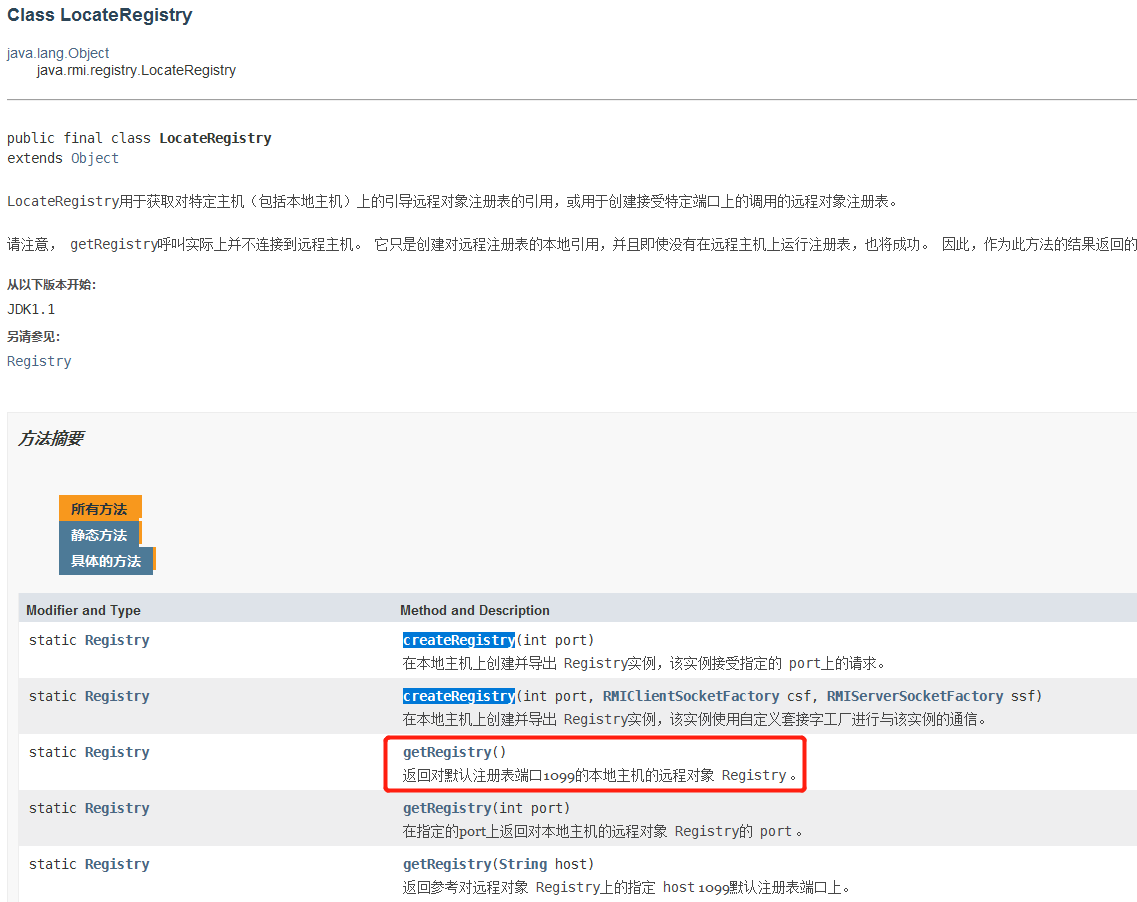 Class LocateRegistry
java.lang.Object
java.rmi.registry.LocateRegistry
public final class LocateRegistry
extends Object
LocateRegistry用于获取对特定主机（包括本地主机）上的引导远程对象注册表的引用，或用于创建接受特定端口上的调用的远程对象注册表。
请注意， getRegistry呼叫实际上并不连接到远程主机。 它只是创建对远程注册表的本地引用，并且即使没有在远程主机上运行注册表，也将成功。 因此，作为此方法的结果返回的
从以下版本开始:
JDK1.1
另请参见:
Registry
方法摘要
所有方法
静态方法
具体的方法
Modifier and Type Method and Description
static Registry createRegistry(int port)
在本地主机上创建并导出 Registry实例，该实例接受指定的 port上的请求。
static Registry createRegistry(int port, RMIClientSocketFactory csf, RMIServerSocketFactory ssf)
在本地主机上创建并导出 Registry实例，该实例使用自定义套接字工厂进行与该实例的通信。
static Registry getRegistry()
返回对默认注册表端口1099的本地主机的远程对象 Registry 。
static Registry getRegistry(int port)
在指定的port上返回对本地主机的远程对象 Registry的 port 。
static Registry getRegistry(String host)
返回参考对远程对象 Registry上的指定 host 1099默认注册表端口上。